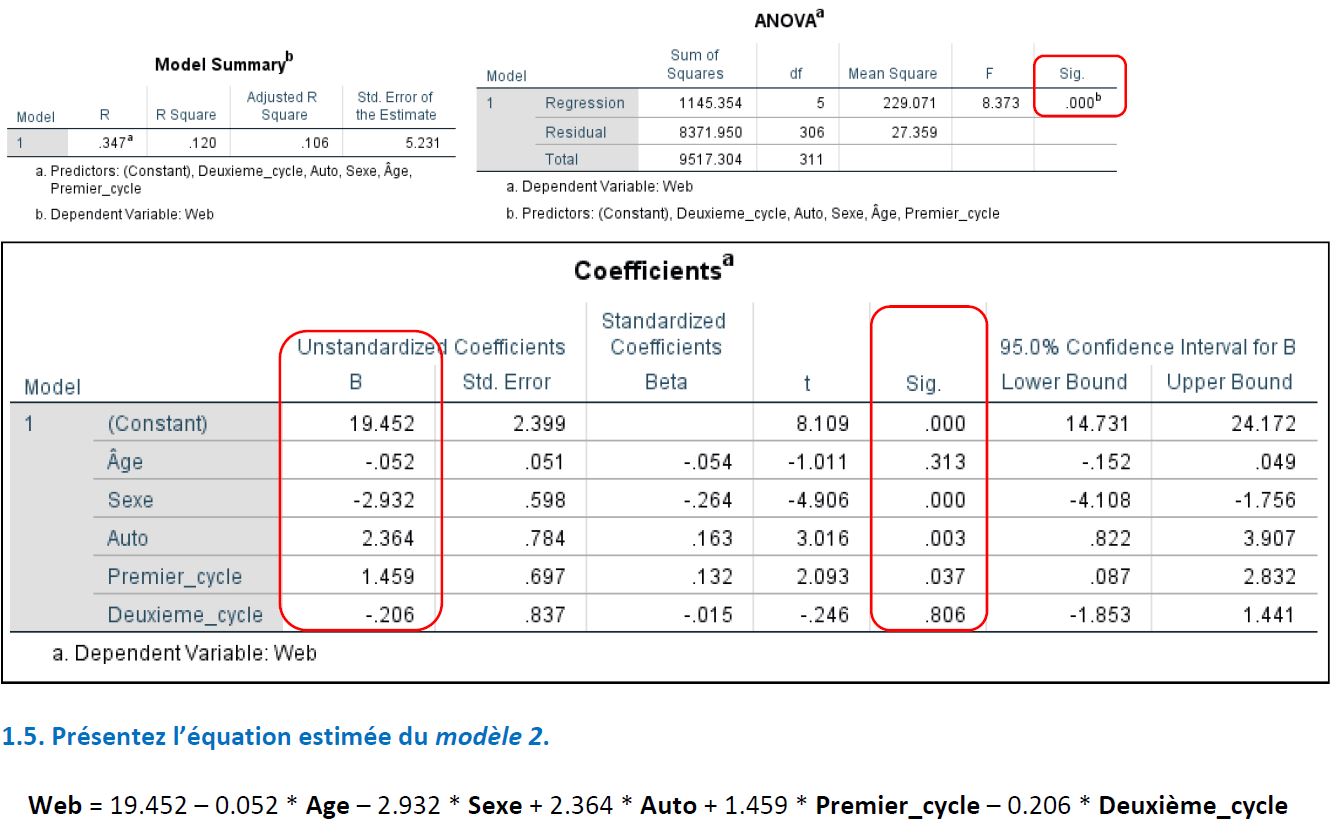 Model Summaryb
Model R R Square Adjusted R Square Std. Error of the Estimate
1 .347a .120 .106 5.231
a. Predictors: (Constant), Deuxieme_cycle, Auto, Sexe, Âge,
Premier_cycle
b. Dependent Variable: Web
ANOVAa
Model Sum of Squares df Mean Square F Sig.
1 Regression 1145.354 5 229.071 8.373 .000b
Residual 8371.950 306 27.359
Total 9517.304 311
a. Dependent Variable: Web
b. Predictors: (Constant), Deuxieme_cycle, Auto, Sexe, Âge, Premier_cycle
Coefficientsa
Unstandardized Coefficients Standardized Coefficients 95.0% Confidence Interval for B
Model B Std. Error Beta t Sig. Lower Bound Upper Bound
1 (Constant) 19.452 2.399 8.109 .000 14.731 24.172
Âge -.052 .051 -.054 -1.011 .313 -.152 .049
Sexe -2.932 .598 -.264 -4.906 .000 -4.108 -1.756
Auto 2.364 .784 .163 3.016 .003 .822 3.907
Premier_cycle 1.459 .697 .132 2.093 .037 .087 2.832
Deuxieme_cycle -.206 .837 -.015 -.246 .806 -1.853 1.441
a. Dependent Variable: Web
1.5. Présentez l’équation estimée du modèle 2.
Web = 19.452 – 0.052 * Age – 2.932 * Sexe + 2.364 * Auto + 1.459 * Premier_cycle – 0.206 * Deuxième_cycle